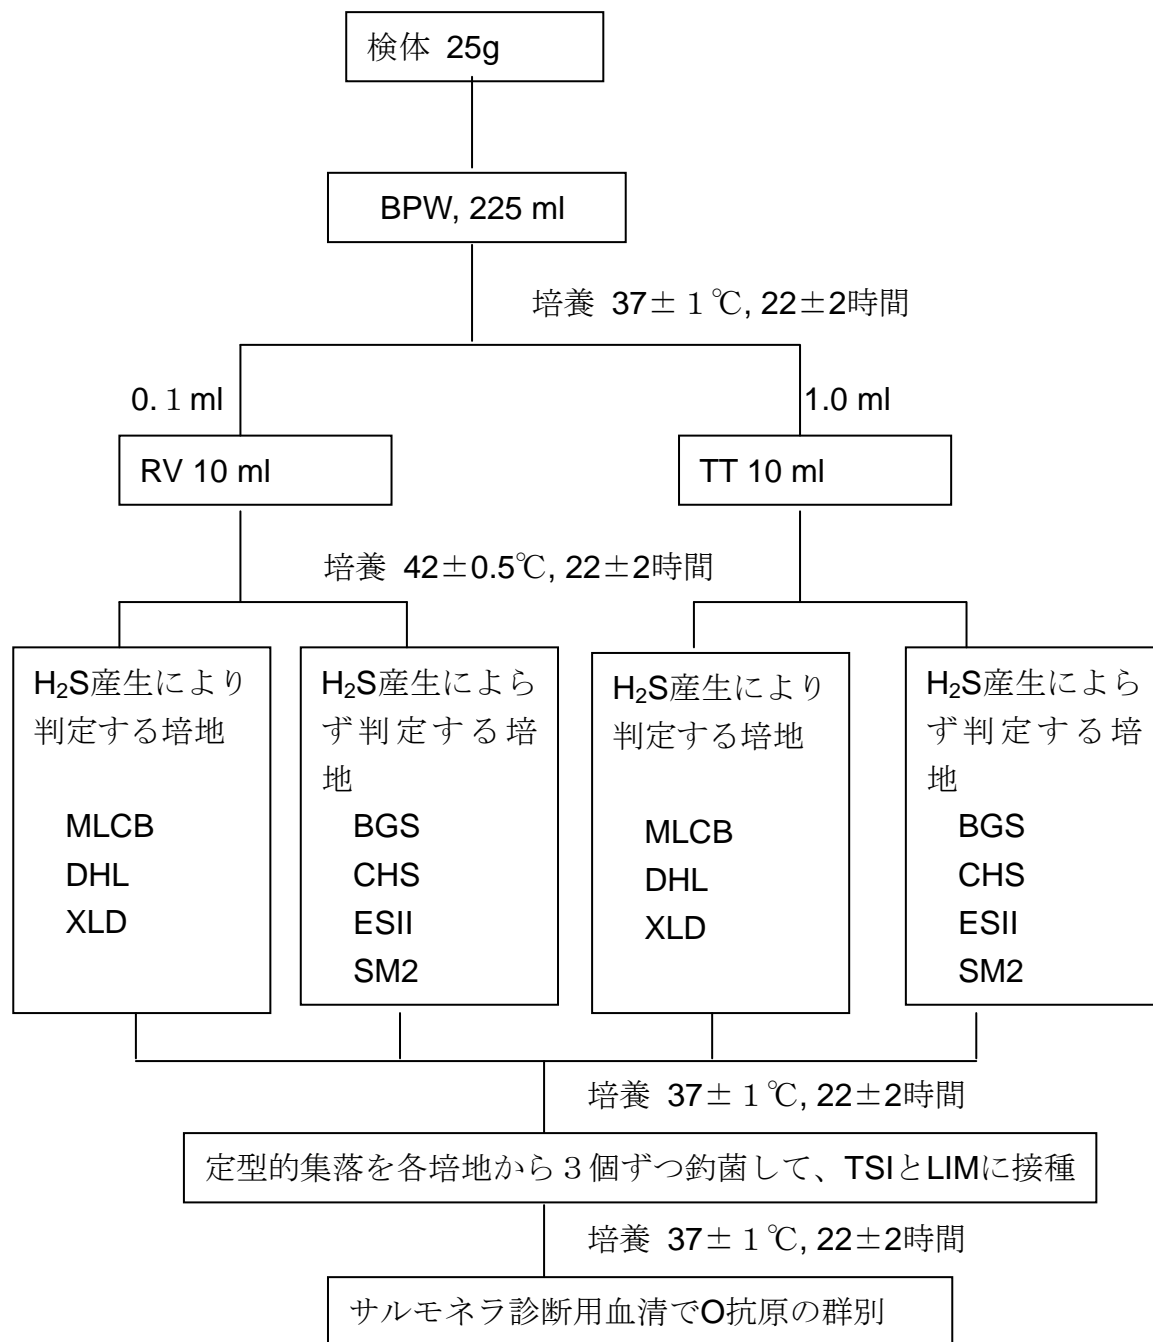 検体 25g
BPW, 225 ml
培養 37±１℃, 22±2時間
0.１ml
1.0 ml
RV 10 ml
TT 10 ml
培養 42±0.5℃, 22±2時間
H₂S産生により
判定する培地
MLCB
DHL
XLD
H₂S産生によら
ず判定する培
地
BGS
CHS
ESII
SM2
H₂S産生により
判定する培地
MLCB
DHL
XLD
H₂S産生によら
ず判定する培
地
BGS
CHS
ESII
SM2
培養 37±１℃, 22±2時間
定型的集落を各培地から３個ずつ釣菌して、TSIとLIMに接種
培養 37±１℃, 22±2時間
サルモネラ診断用血清でO抗原の群別